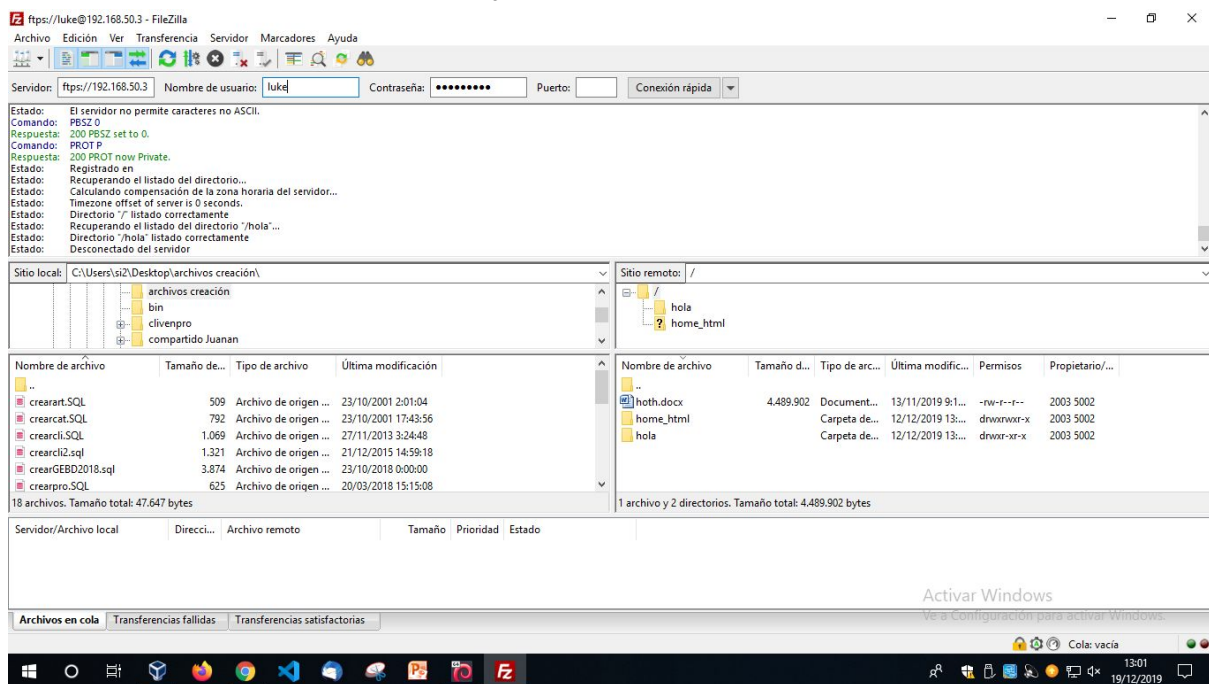 ftps://luke@192.168.50.3 - FileZilla
Archivo Edición Ver Transferencia Servidor Marcadores Ayuda
Servidor: ftps://192.168.50.3 Nombre de usuario: luke Contraseña: ●●●●●●●●● Puerto: Conexión rápida
Estado: El servidor no permite caracteres no ASCII.
Comando: PBSZ 0
Respuesta: 200 PBSZ set to 0.
Comando: PROT P
Respuesta: 200 PROT now Private.
Estado: Registrado en
Estado: Recuperando el listado del directorio...
Estado: Calculando compensación de la zona horaria del servidor...
Estado: Timezone offset of server is 0 seconds.
Estado: Directorio "/" listado correctamente
Estado: Recuperando el listado del directorio "/hola"...
Estado: Directorio "/hola" listado correctamente
Estado: Desconectado del servidor
Sitio local: C:\Users\si2\Desktop\archivos creación\
archivos creación
bin
clivenpro
compartido Juanan
Sitio remoto: /
/
hola
home_html
Nombre de archivo Tamaño de... Tipo de archivo Última modificación
..
crearart.SQL 509 Archivo de origen ... 23/10/2001 2:01:04
crearcat.SQL 792 Archivo de origen ... 23/10/2001 17:43:56
crearcli.SQL 1.069 Archivo de origen ... 27/11/2013 3:24:48
crearcli2.sql 1.321 Archivo de origen ... 21/12/2015 14:59:18
crearGEBD2018.sql 3.874 Archivo de origen ... 23/10/2018 0:00:00
crearpro.SQL 625 Archivo de origen ... 20/03/2018 15:15:08
18 archivos. Tamaño total: 47.647 bytes
Nombre de archivo Tamaño d... Tipo de arc... Última modific... Permisos Propietario/...
..
hoth.docx 4.489.902 Document... 13/11/2019 9:1... -rw-r--r-- 2003 5002
home_html Carpeta de... 12/12/2019 13:... drwxrwxr-x 2003 5002
hola Carpeta de... 12/12/2019 13:... drwxr-xr-x 2003 5002
1 archivo y 2 directorios. Tamaño total: 4.489.902 bytes
Servidor/Archivo local Direcci... Archivo remoto Tamaño Prioridad Estado
Activar Windows
Ve a Configuración para activar Windows.
Archivos en cola Transferencias fallidas Transferencias satisfactorias
Cola: vacía
13:01
19/12/2019